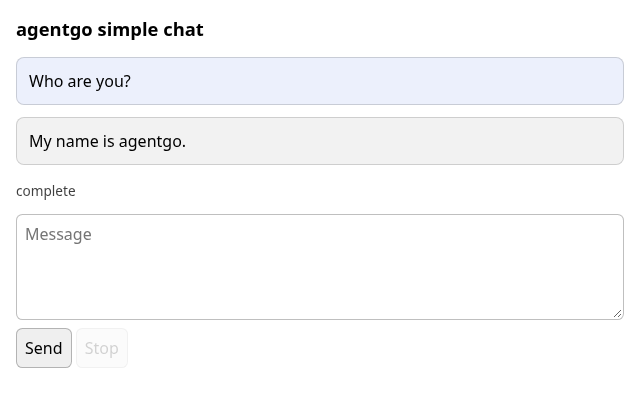 agentgo simple chat
Who are you?
My name is agentgo.
complete
Message
Send Stop